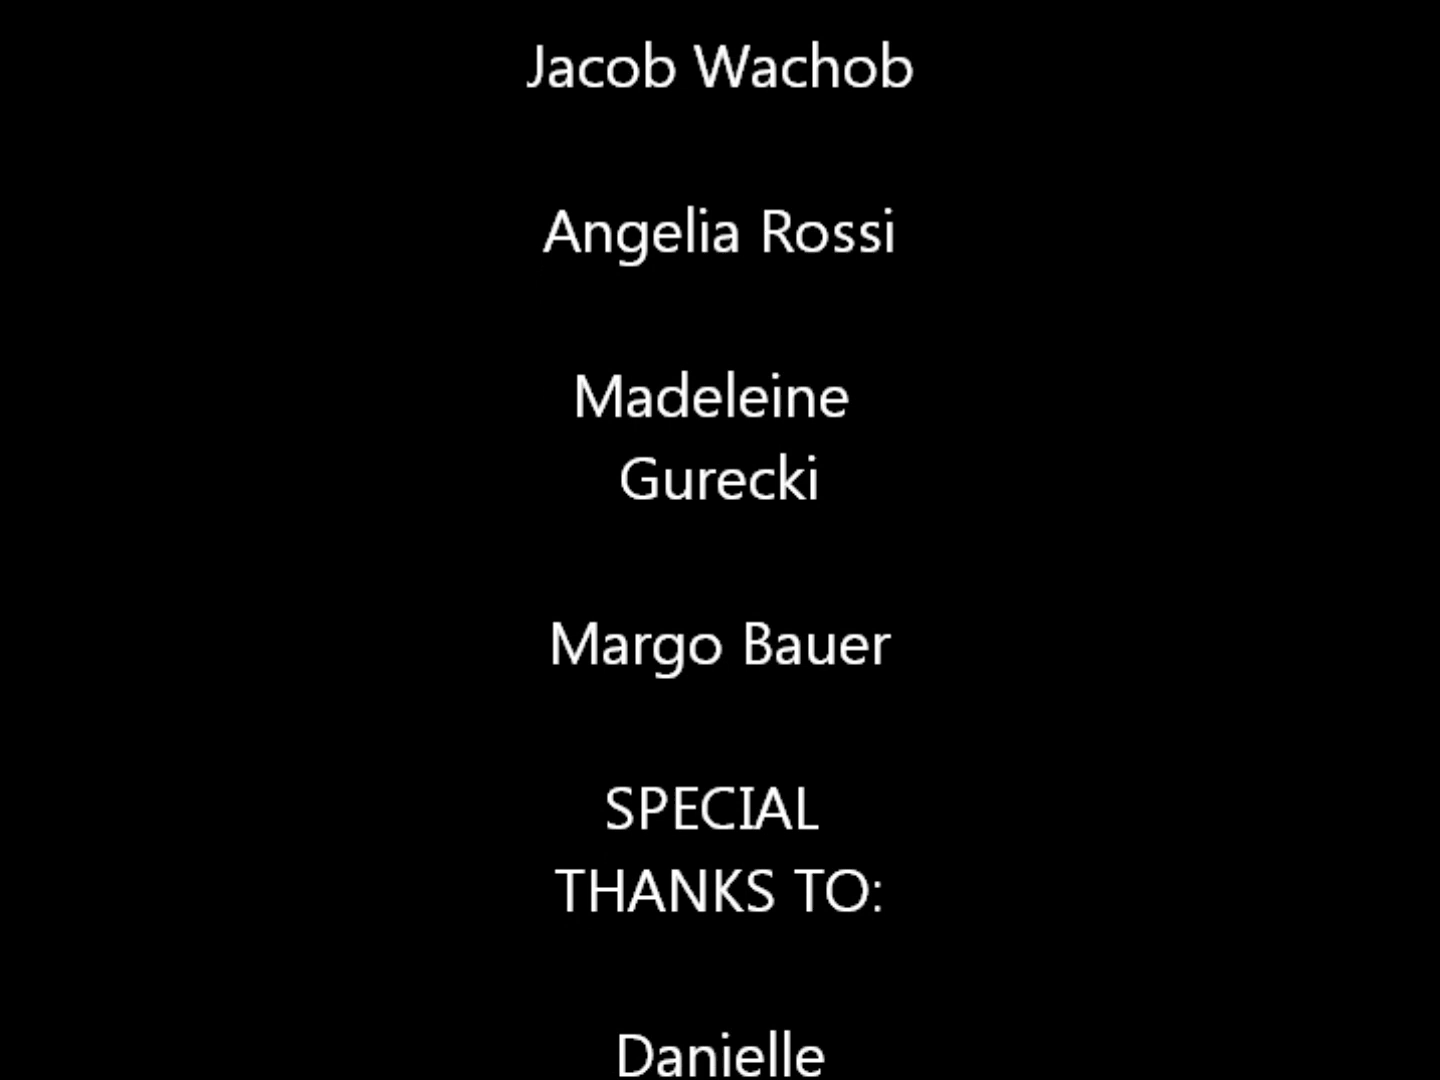 Jacob Wachob
Angelia Rossi
Madeleine
Gurecki
Margo Bauer
SPECIAL
THANKS TO:
Danielle